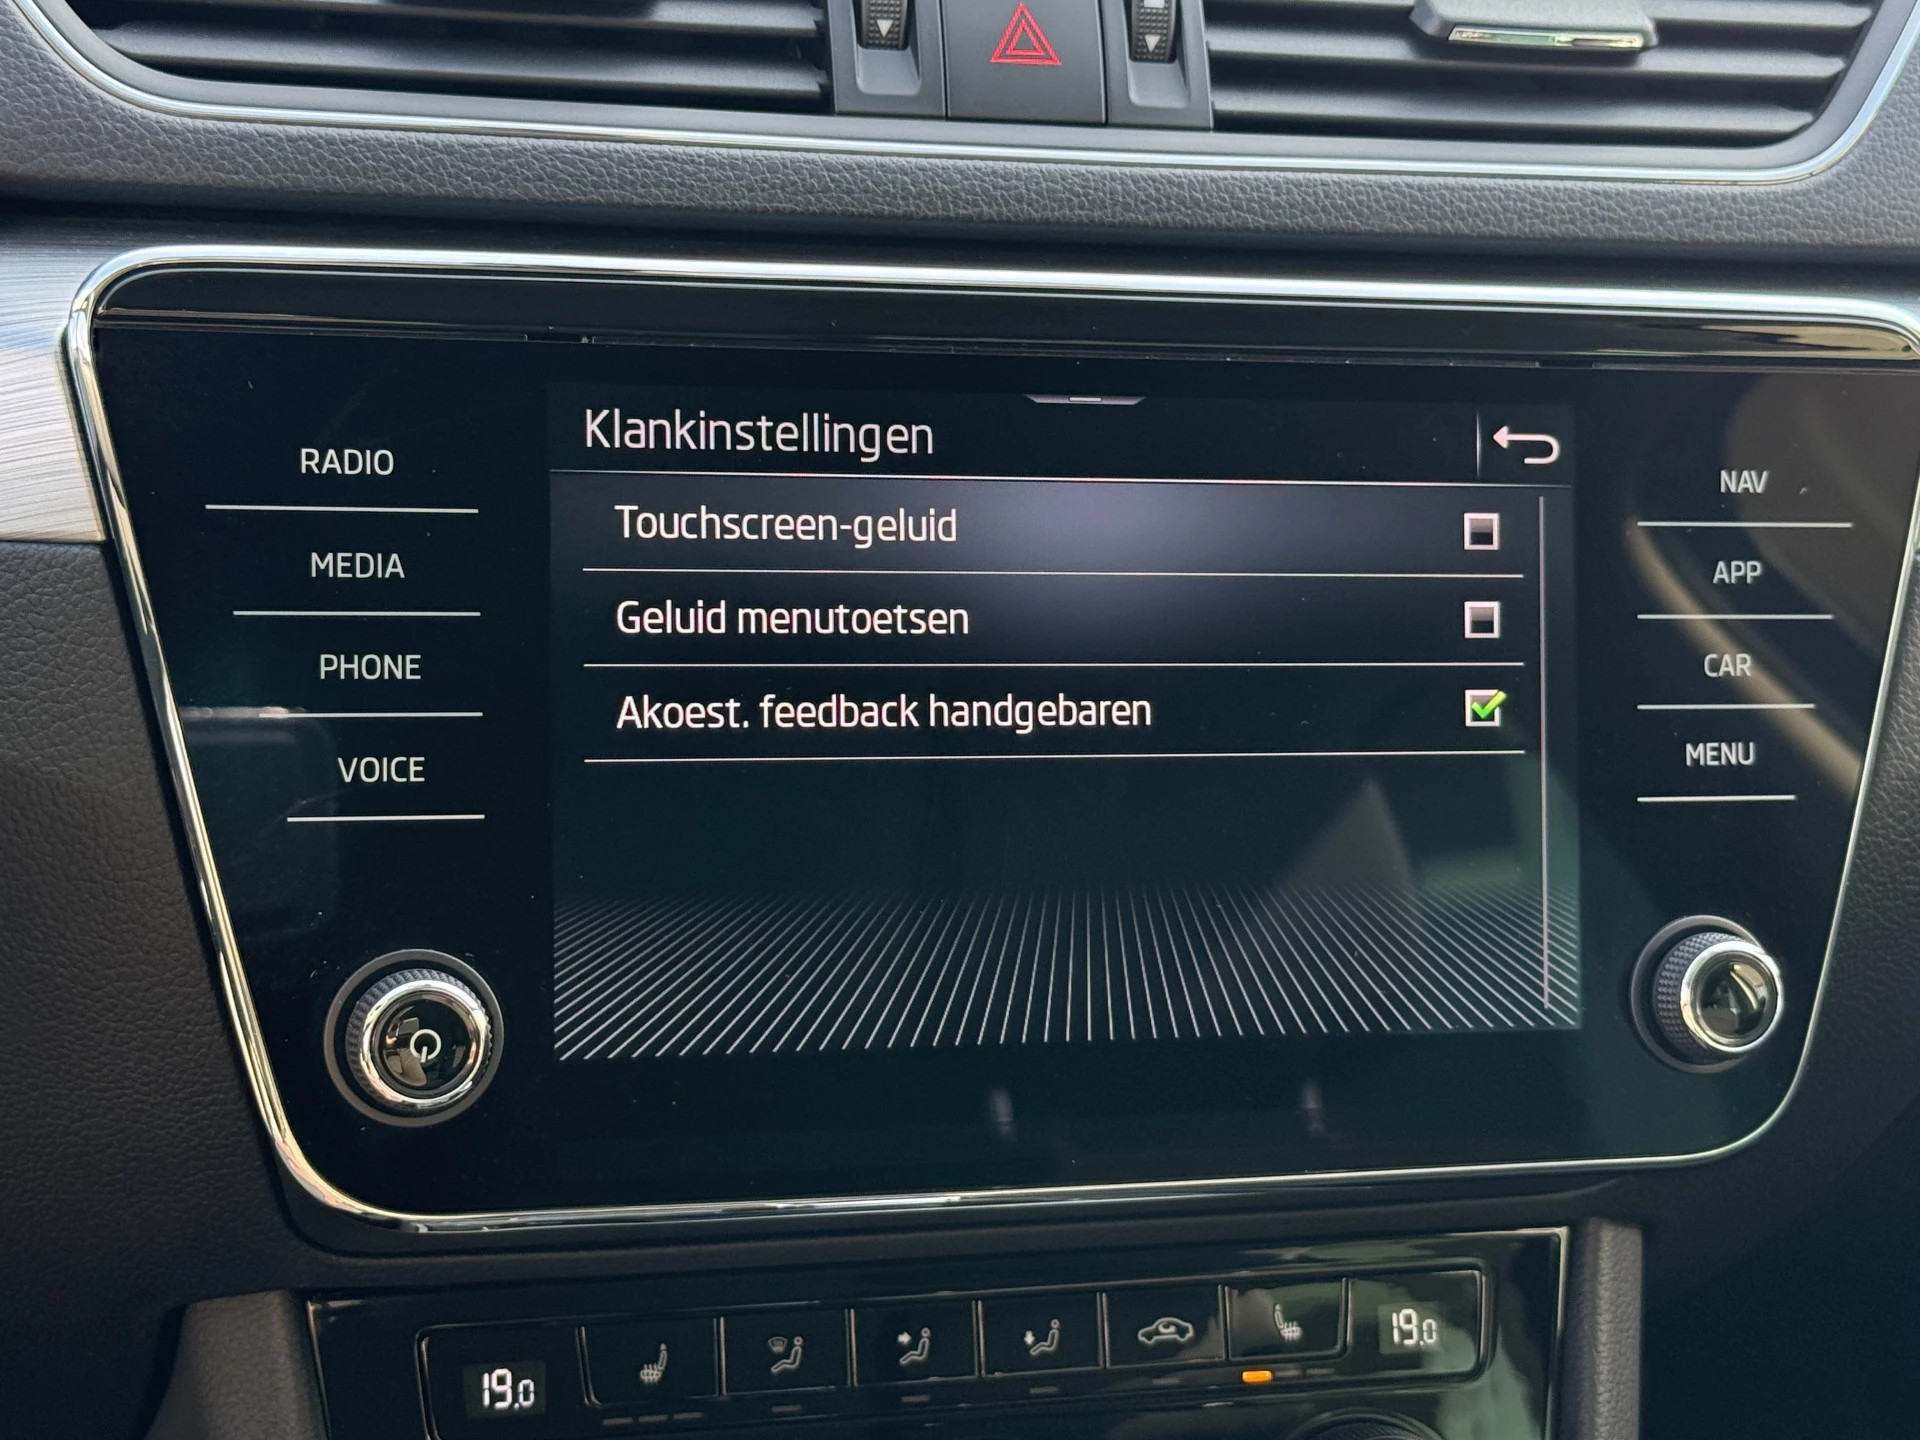 Klankinstellingen
Touchscreen-geluid
Geluid menutoetsen
Akoest. feedback handgebaren
RADIO
MEDIA
PHONE
VOICE
NAV
APP
CAR
MENU
19.0
19.0